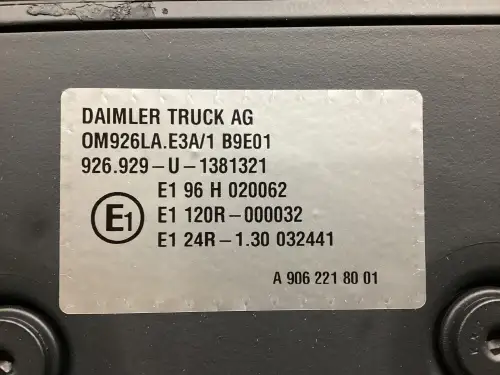 DAIMLER TRUCK AG
OM926LA.E3A/1 B9E01
926.929-U-1381321
E1 96 H 020062
E1
E1 120R-000032
E1 24R-1.30 032441
A 906 221 80 01